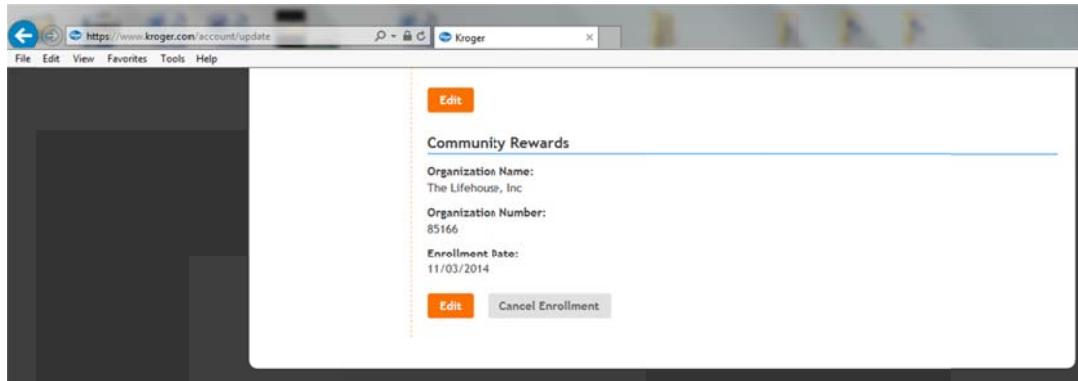 https://www.kroger.com/account/update
Kroger
File Edit View Favorites Tools Help
Edit
Community Rewards
Organization Name:
The Lifehouse, Inc
Organization Number:
85166
Enrollment Date:
11/03/2014
Edit Cancel Enrollment